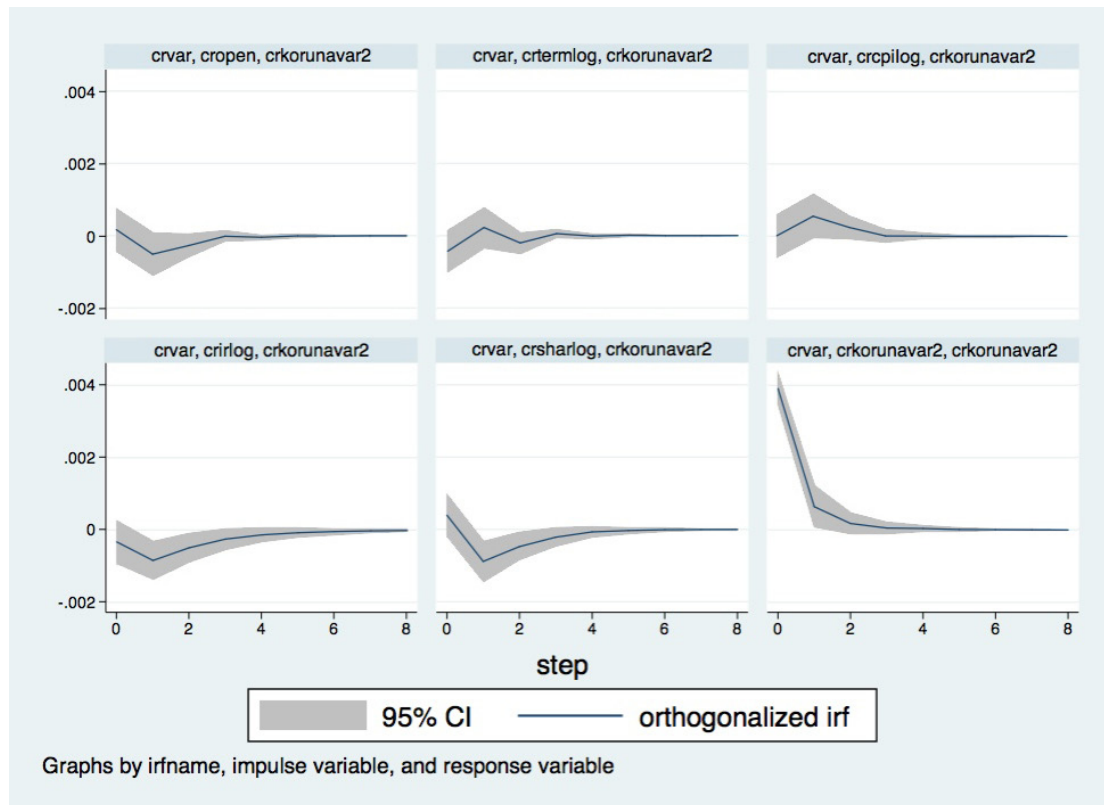 crvar, cropen, crkorunavar2 crvar, crtermlog, crkorunavar2 crvar, crcpilog, crkorunavar2
.004
.002
0
-.002
crvar, crirlog, crkorunavar2 crvar, crsharlog, crkorunavar2 crvar, crkorunavar2, crkorunavar2
.004
.002
0
-.002
0 2 4 6 8 0 2 4 6 8 0 2 4 6 8
step
95% CI orthogonalized irf
Graphs by irfname, impulse variable, and response variable